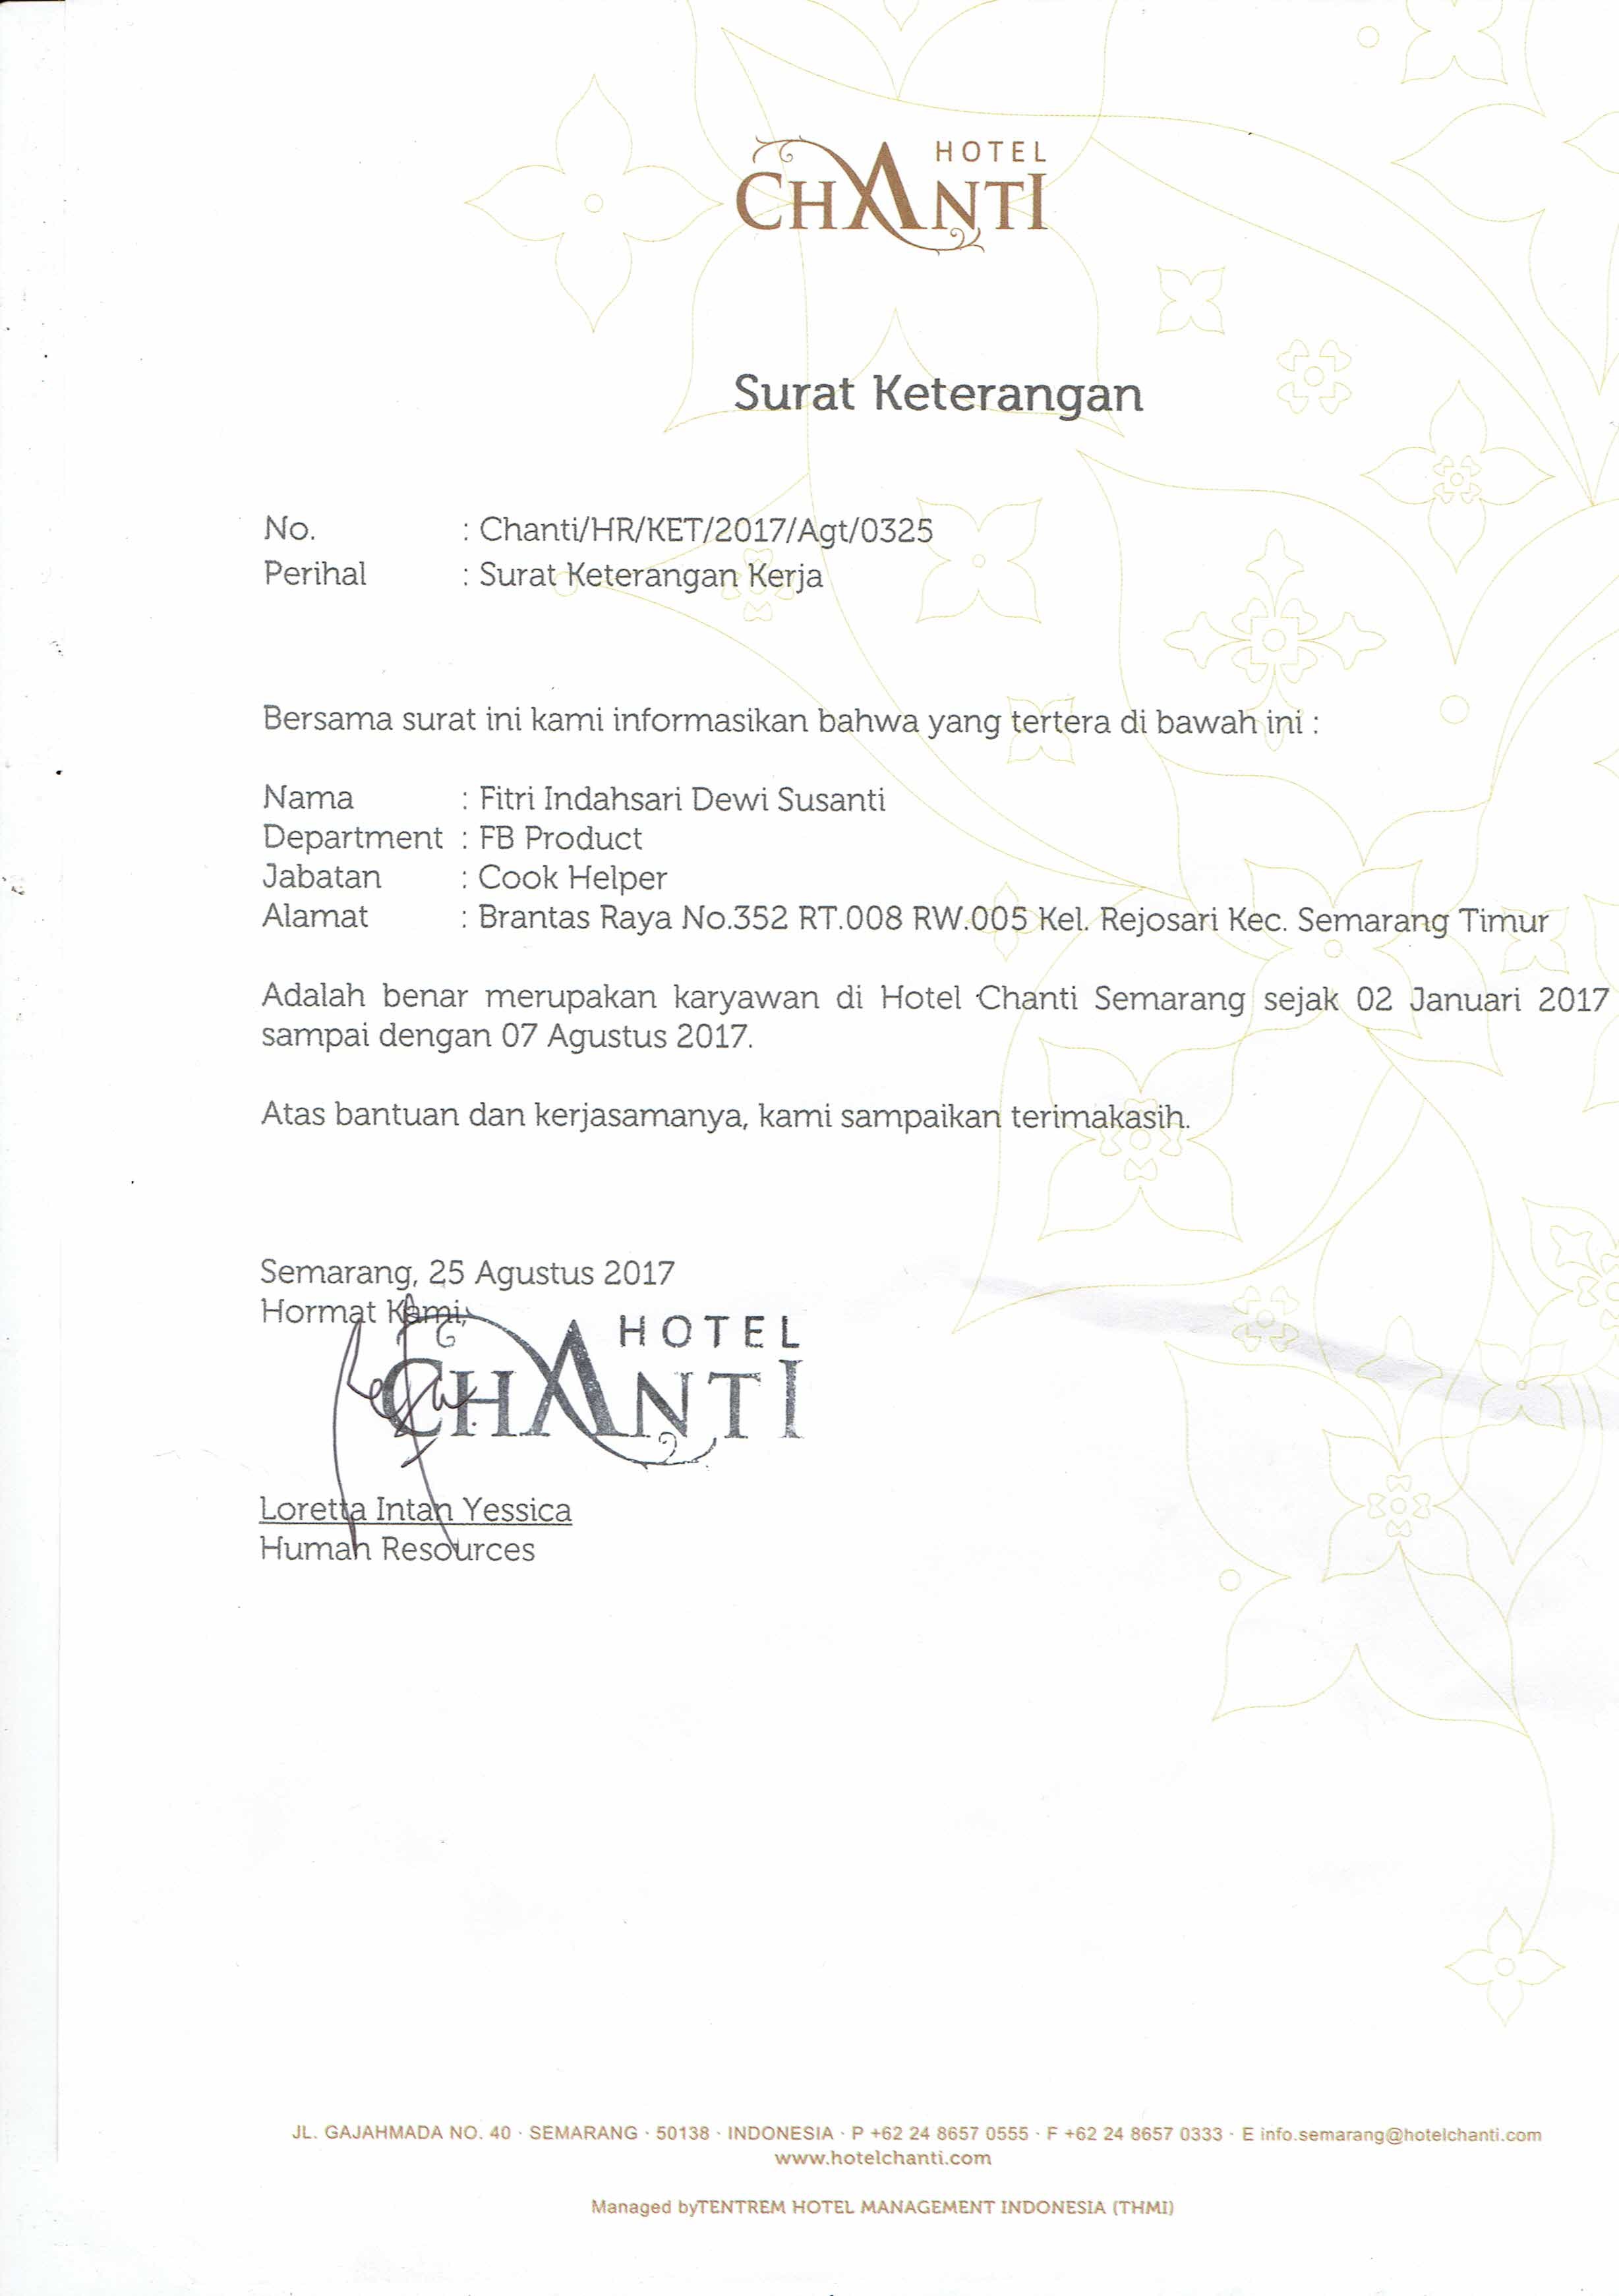 HOTEL
CHANTI
Surat Keterangan
No. : Chanti/HR/KET/2017/Agt/0325
Perihal : Surat Keterangan Kerja
Bersama surat ini kami informasikan bahwa yang tertera di bawah ini :
Nama : Fitri Indahsari Dewi Susanti
Department : FB Product
Jabatan : Cook Helper
Alamat : Brantas Raya No.352 RT.008 RW.005 Kel. Rejosari Kec. Semarang Timur
Adalah benar merupakan karyawan di Hotel Chanti Semarang sejak 02 Januari 2017
sampai dengan 07 Agustus 2017.
Atas bantuan dan kerjasamanya, kami sampaikan terimakasih.
Semarang, 25 Agustus 2017
Hormat Kami,
HOTEL
CHANTI
Loretta Intan Yessica
Human Resources
JL. GAJAHMADA NO. 40 · SEMARANG · 50138 · INDONESIA · P +62 24 8657 0555 · F +62 24 8657 0333 · E info.semarang@hotelchanti.com
www.hotelchanti.com
Managed byTENTREM HOTEL MANAGEMENT INDONESIA (THMI)